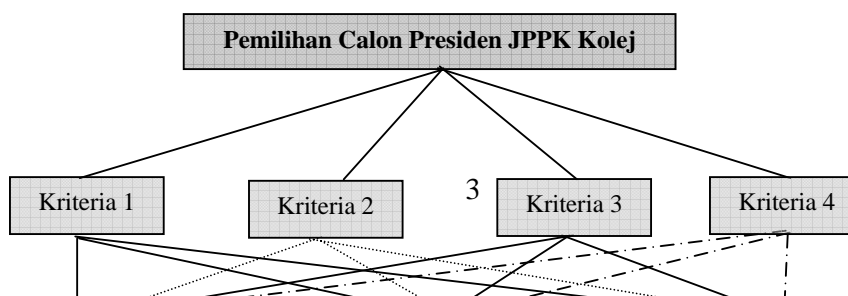 Pemilihan Calon Presiden JPPK Kolej
Kriteria 1
Kriteria 2
3
Kriteria 3
Kriteria 4